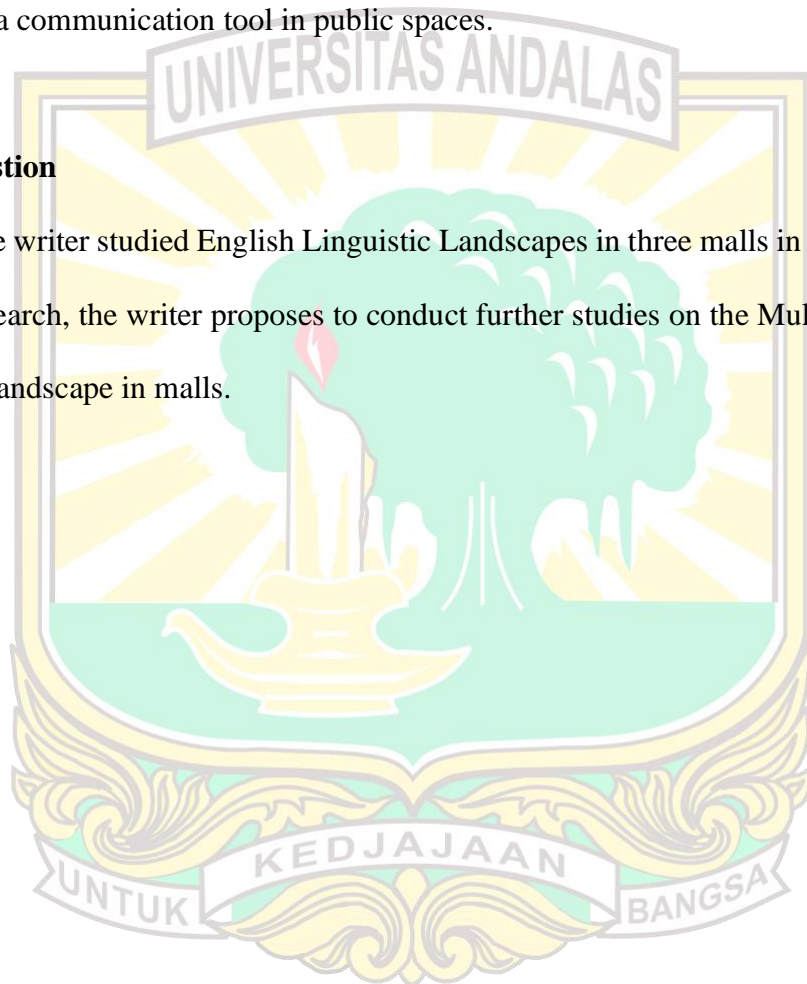 a communication tool in public spaces.
UNIVERSITAS ANDALAS
stion
e writer studied English Linguistic Landscapes in three malls in
earch, the writer proposes to conduct further studies on the Mul
andscape in malls.
UNTUK KEDJAJAAN BANGSA